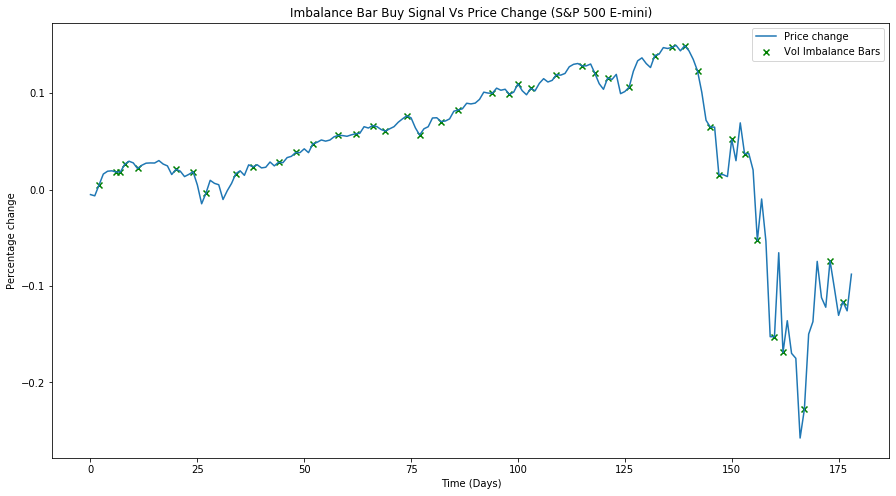 Imbalance Bar Buy Signal Vs Price Change (S&P 500 E-mini)
Price change
Vol Imbalance Bars
Percentage change
0.1
0.0
−0.1
−0.2
0
25
50
75
100
125
150
175
Time (Days)